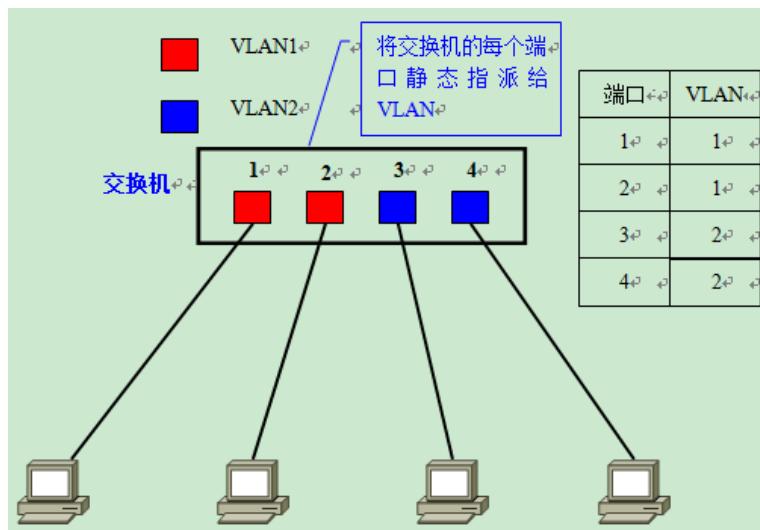 VLAN1
VLAN2
将交换机的每个端
口静态指派给
VLAN
交换机
1 2 3 4
端口 VLAN
1 1
2 1
3 2
4 2